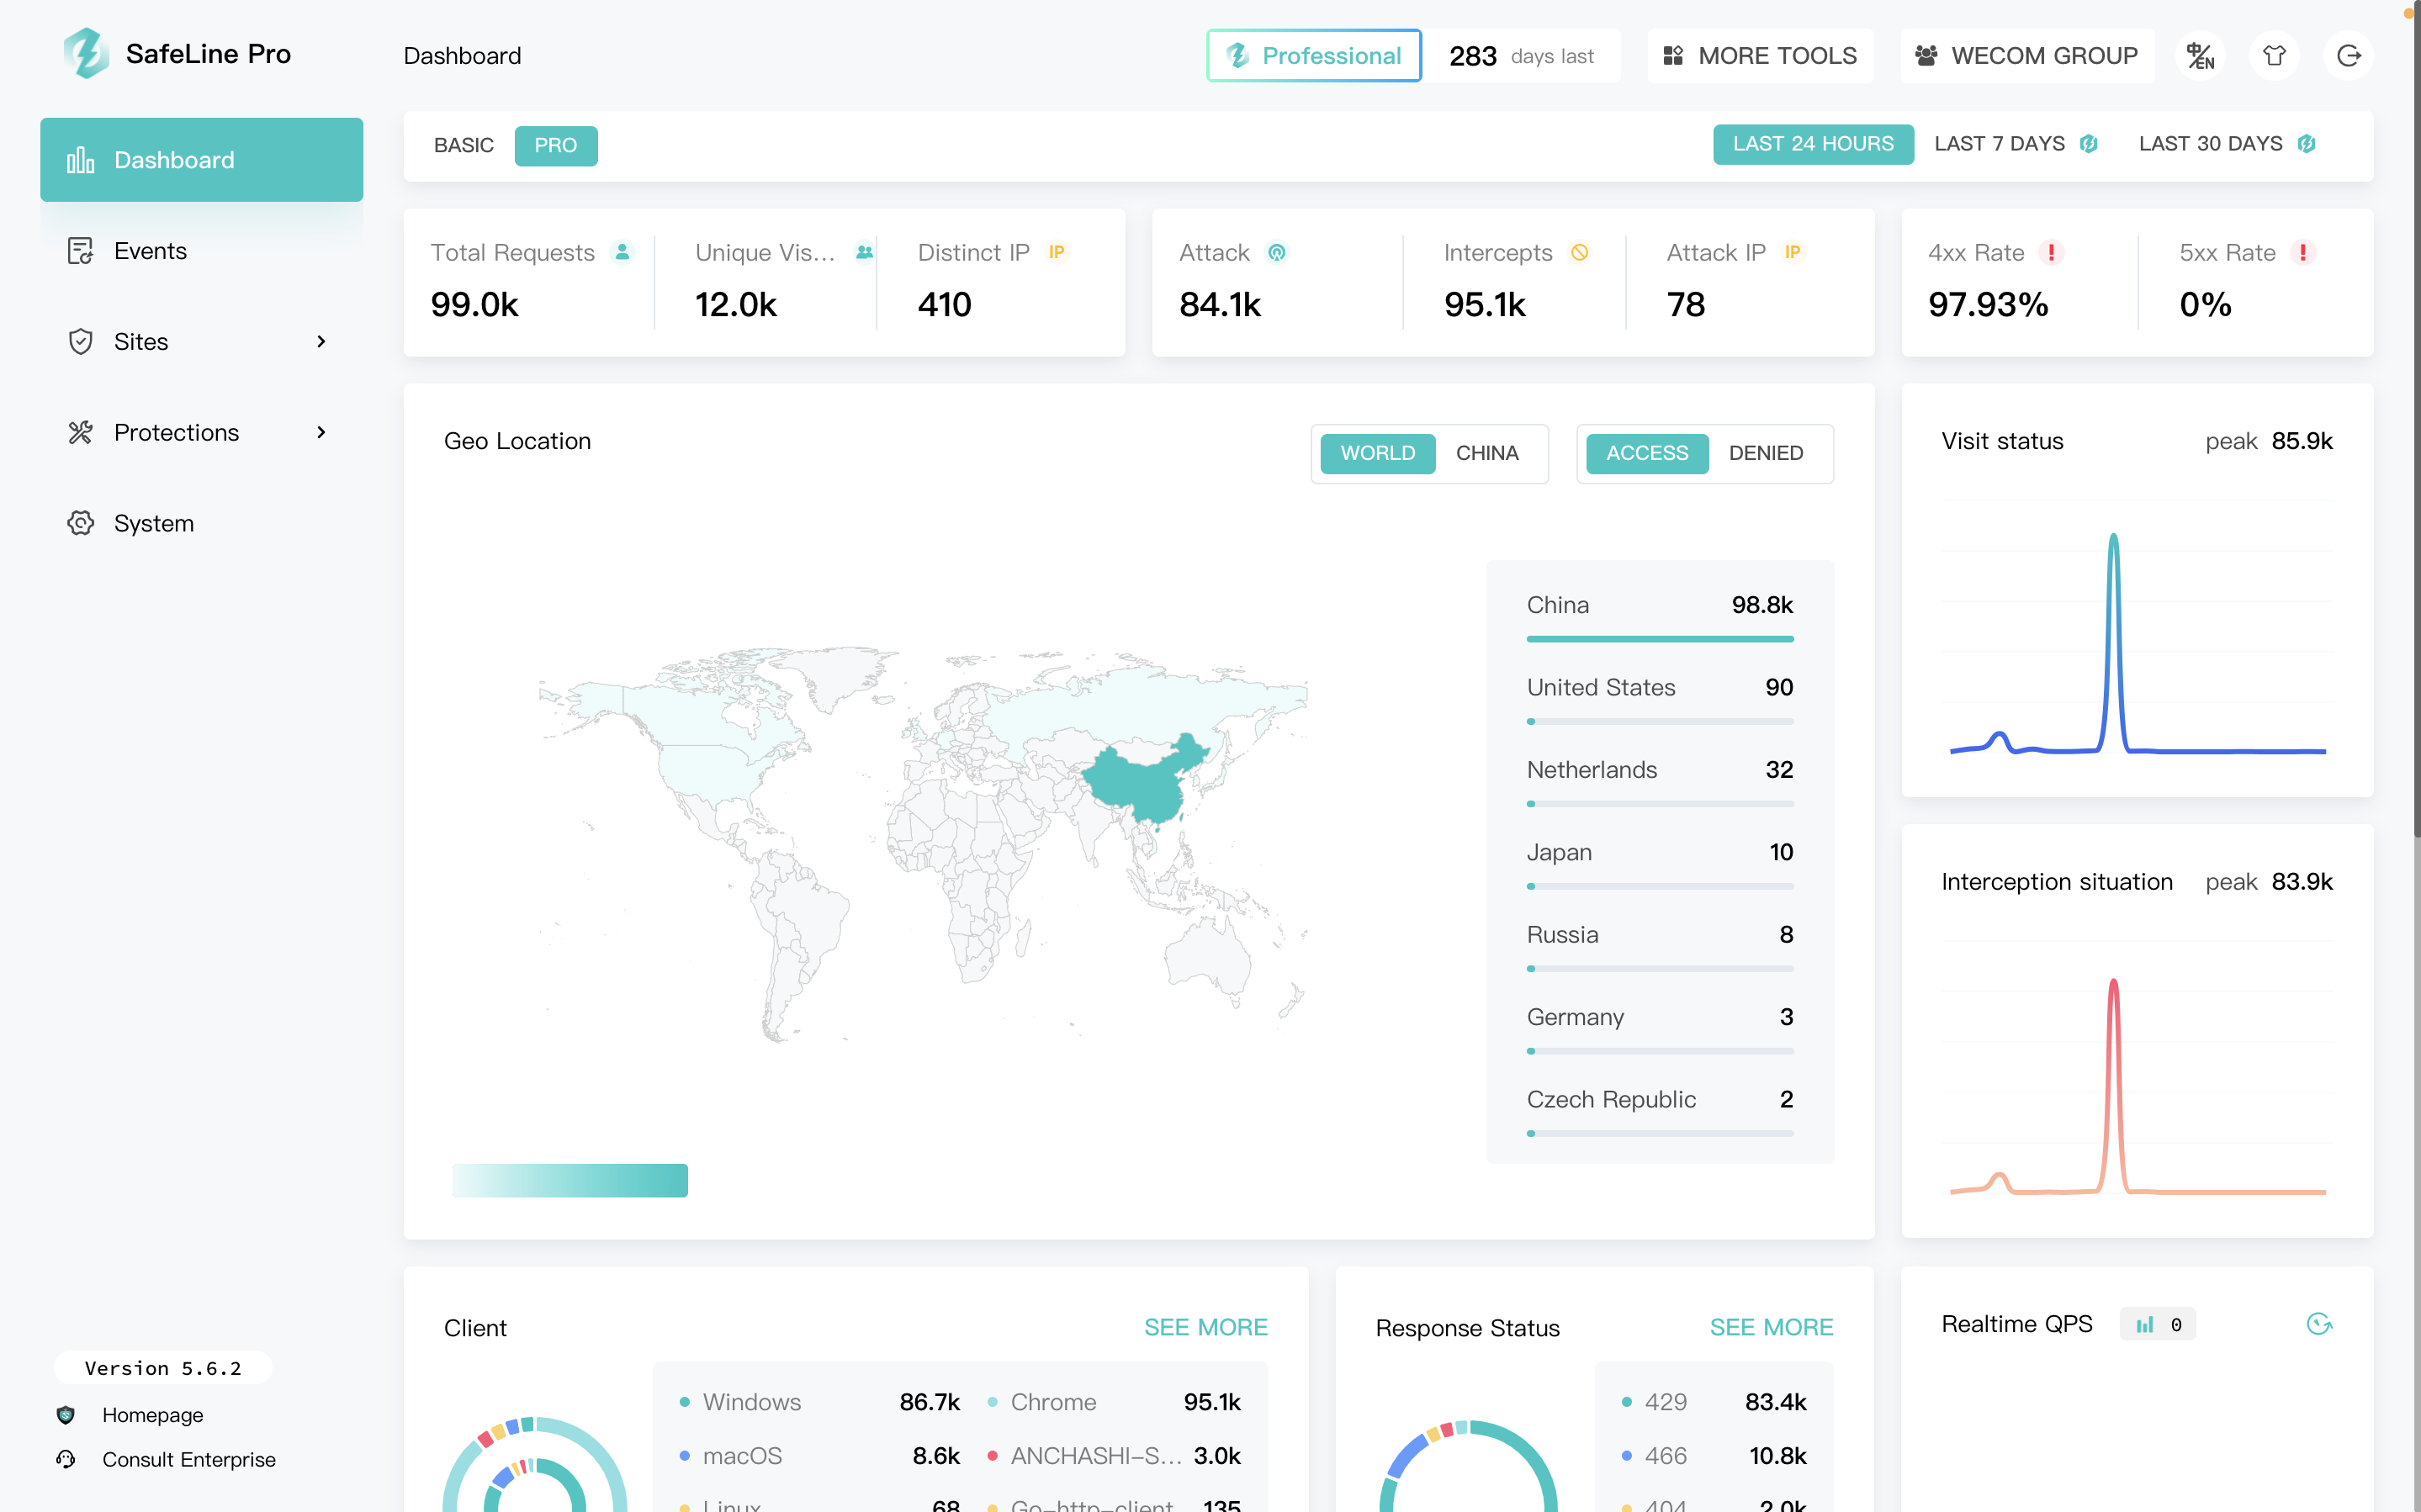 SafeLine Pro
Dashboard
Professional
283 days last
MORE TOOLS
WECOM GROUP
中/EN
Dashboard
Events
Sites
Protections
System
Version 5.6.2
Homepage
Consult Enterprise
BASIC PRO
LAST 24 HOURS LAST 7 DAYS LAST 30 DAYS
Total Requests
99.0k
Unique Vis...
12.0k
Distinct IP IP
410
Attack
84.1k
Intercepts
95.1k
Attack IP IP
78
4xx Rate !
97.93%
5xx Rate !
0%
Geo Location
WORLD CHINA
ACCESS DENIED
China 98.8k
United States 90
Netherlands 32
Japan 10
Russia 8
Germany 3
Czech Republic 2
Visit status peak 85.9k
Interception situation peak 83.9k
Client SEE MORE
Windows 86.7k
Chrome 95.1k
macOS 8.6k
ANCHASHI-S... 3.0k
Linux 68
Go-http-client 135
Response Status SEE MORE
429 83.4k
466 10.8k
404 2.0k
Realtime QPS 0